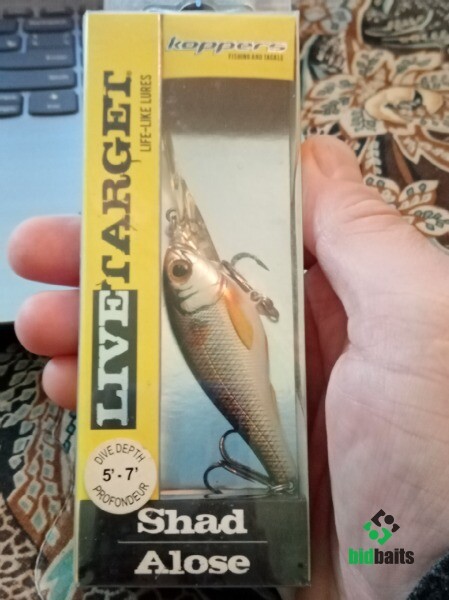 koppers
FISHING AND TACKLE
LIVETARGET
LIFE-LIKE LURES
DIVE DEPTH
5'-7'
PROFONDEUR
Shad
Alose
bidbaits